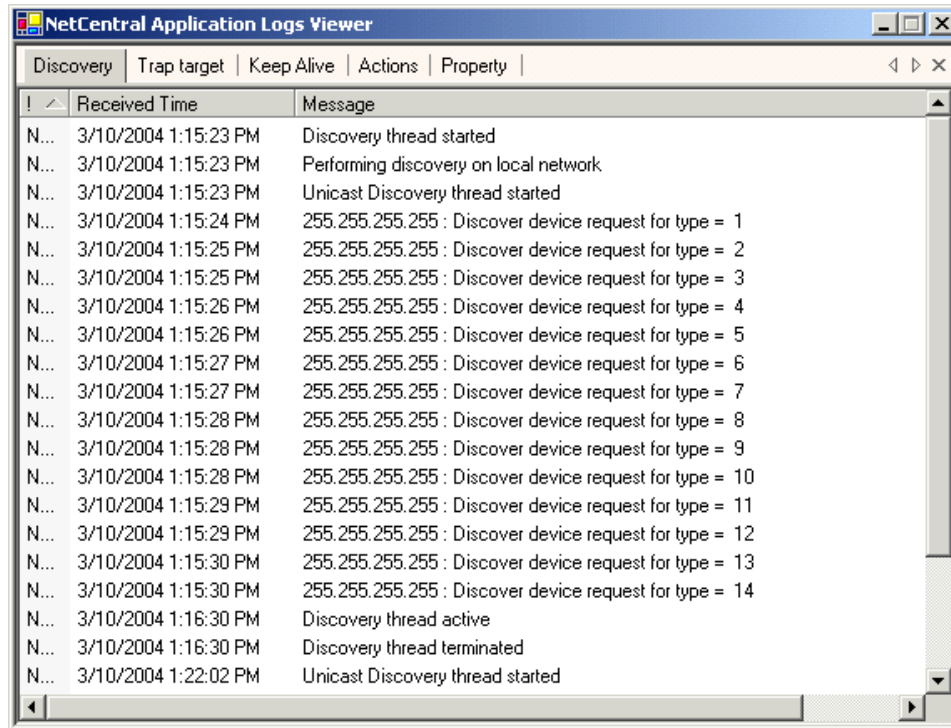 NetCentral Application Logs Viewer
Discovery | Trap target | Keep Alive | Actions | Property |
! Received Time Message
N... 3/10/2004 1:15:23 PM Discovery thread started
N... 3/10/2004 1:15:23 PM Performing discovery on local network
N... 3/10/2004 1:15:23 PM Unicast Discovery thread started
N... 3/10/2004 1:15:24 PM 255.255.255.255 : Discover device request for type = 1
N... 3/10/2004 1:15:25 PM 255.255.255.255 : Discover device request for type = 2
N... 3/10/2004 1:15:25 PM 255.255.255.255 : Discover device request for type = 3
N... 3/10/2004 1:15:26 PM 255.255.255.255 : Discover device request for type = 4
N... 3/10/2004 1:15:26 PM 255.255.255.255 : Discover device request for type = 5
N... 3/10/2004 1:15:27 PM 255.255.255.255 : Discover device request for type = 6
N... 3/10/2004 1:15:27 PM 255.255.255.255 : Discover device request for type = 7
N... 3/10/2004 1:15:28 PM 255.255.255.255 : Discover device request for type = 8
N... 3/10/2004 1:15:28 PM 255.255.255.255 : Discover device request for type = 9
N... 3/10/2004 1:15:28 PM 255.255.255.255 : Discover device request for type = 10
N... 3/10/2004 1:15:29 PM 255.255.255.255 : Discover device request for type = 11
N... 3/10/2004 1:15:29 PM 255.255.255.255 : Discover device request for type = 12
N... 3/10/2004 1:15:30 PM 255.255.255.255 : Discover device request for type = 13
N... 3/10/2004 1:15:30 PM 255.255.255.255 : Discover device request for type = 14
N... 3/10/2004 1:16:30 PM Discovery thread active
N... 3/10/2004 1:16:30 PM Discovery thread terminated
N... 3/10/2004 1:22:02 PM Unicast Discovery thread started